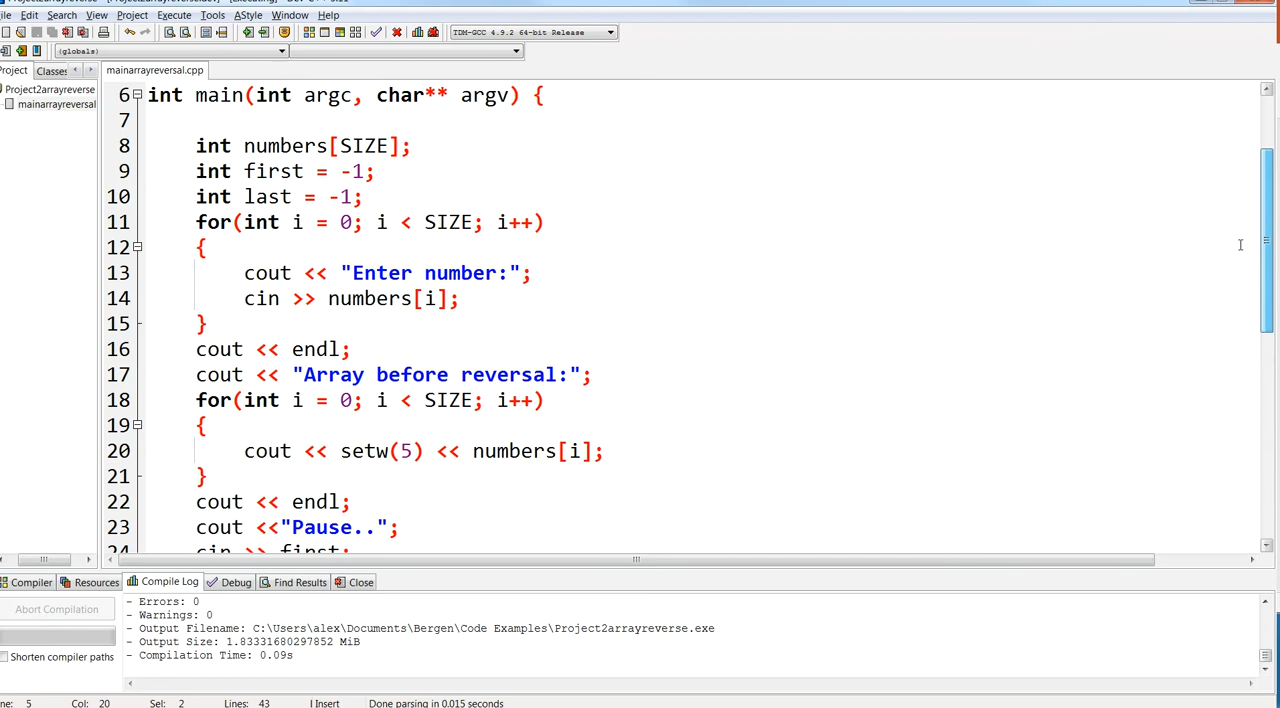 File Edit Search View Project Execute Tools AStyle Window Help
TDM-GCC 4.9.2 64-bit Release
(globals)
Project Classes mainarrayreversal.cpp
Project2arrayreverse
mainarrayreversal
6 int main(int argc, char** argv) {
7
8 int numbers[SIZE];
9 int first = -1;
10 int last = -1;
11 for(int i = 0; i < SIZE; i++)
12 {
13 cout << "Enter number:";
14 cin >> numbers[i];
15 }
16 cout << endl;
17 cout << "Array before reversal:";
18 for(int i = 0; i < SIZE; i++)
19 {
20 cout << setw(5) << numbers[i];
21 }
22 cout << endl;
23 cout <<"Pause..";
24 cin >> first;
Compiler Resources Compile Log Debug Find Results Close
Abort Compilation
Shorten compiler paths
- Errors: 0
- Warnings: 0
- Output Filename: C:\Users\alex\Documents\Bergen\Code Examples\Project2arrayreverse.exe
- Output Size: 1.83331680297852 MiB
- Compilation Time: 0.09s
ne: 5 Col: 20 Sel: 2 Lines: 43 Insert Done parsing in 0.015 seconds